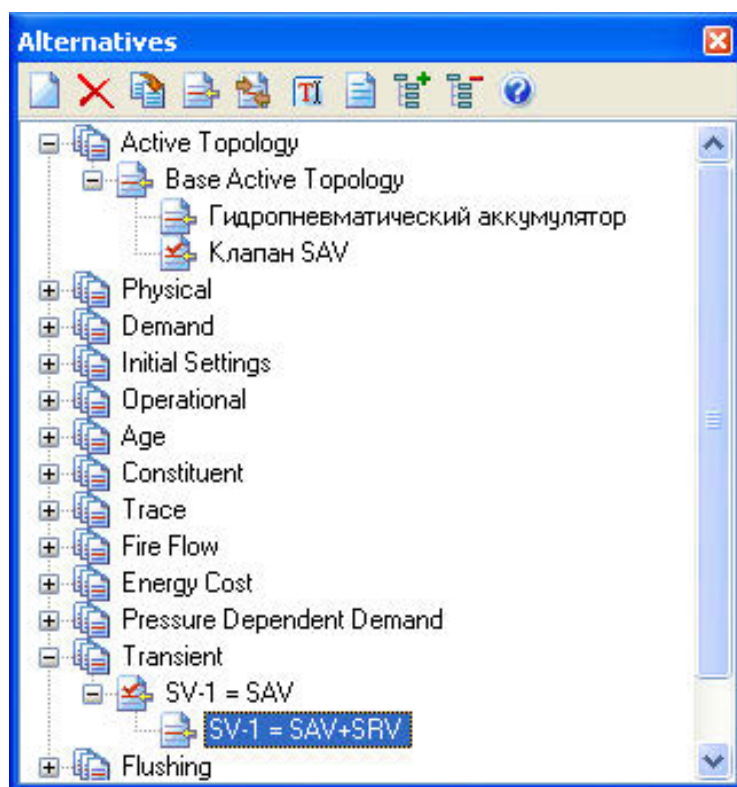 Alternatives
Active Topology
Base Active Topology
Гидропневматический аккумулятор
Клапан SAV
Physical
Demand
Initial Settings
Operational
Age
Constituent
Trace
Fire Flow
Energy Cost
Pressure Dependent Demand
Transient
SV-1 = SAV
SV-1 = SAV+SRV
Flushing